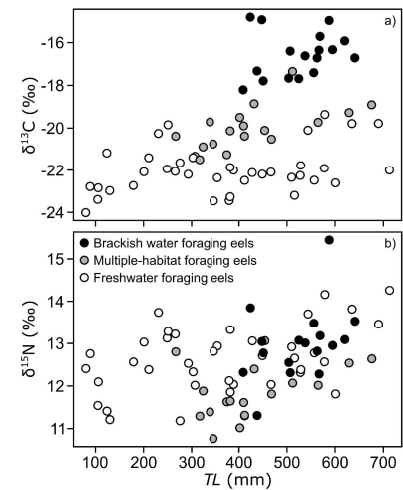 a)
-16
-18
-20
-22
-24
δ¹³C (‰)
b)
Brackish water foraging eels
Multiple-habitat foraging eels
Freshwater foraging eels
15
14
13
12
11
δ¹⁵N (‰)
100 200 300 400 500 600 700
TL (mm)